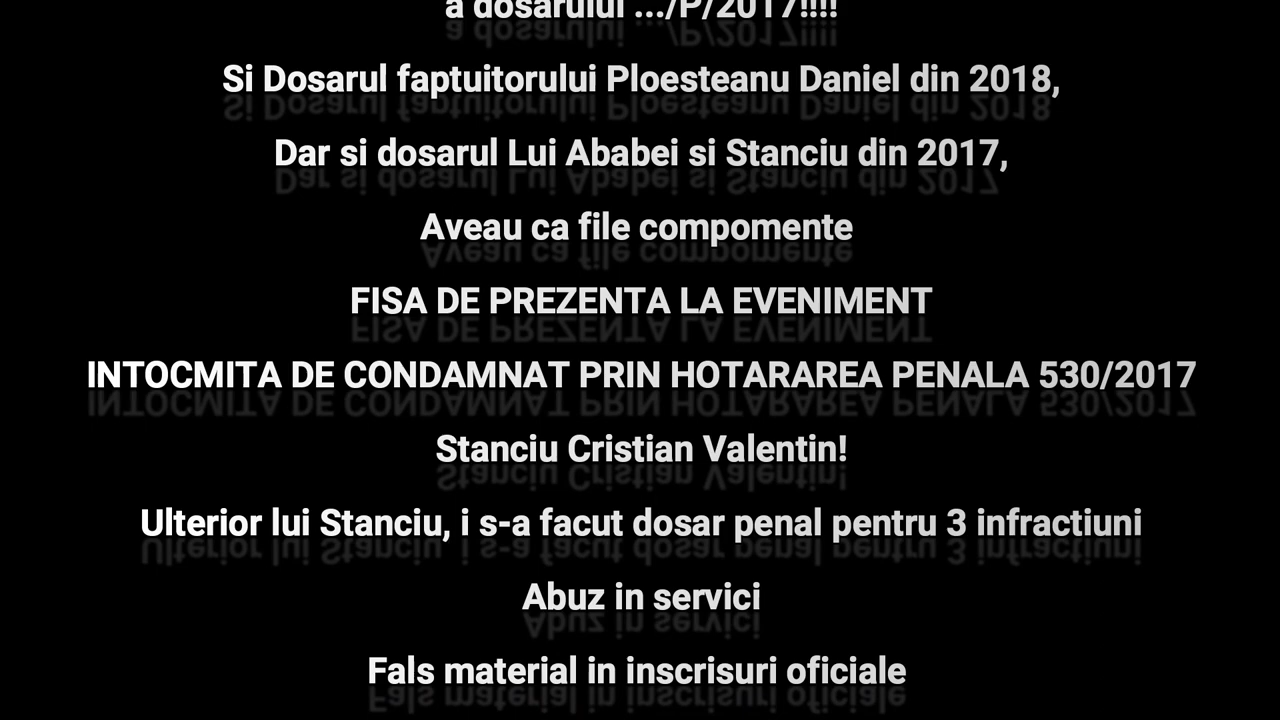 a dosarului .../P/2017!!!!
Si Dosarul faptuitorului Ploesteanu Daniel din 2018,
Dar si dosarul Lui Ababei si Stanciu din 2017,
Aveau ca file compomente
FISA DE PREZENTA LA EVENIMENT
INTOCMITA DE CONDAMNAT PRIN HOTARAREA PENALA 530/2017
Stanciu Cristian Valentin!
Ulterior lui Stanciu, i s-a facut dosar penal pentru 3 infractiuni
Abuz in servici
Fals material in inscrisuri oficiale